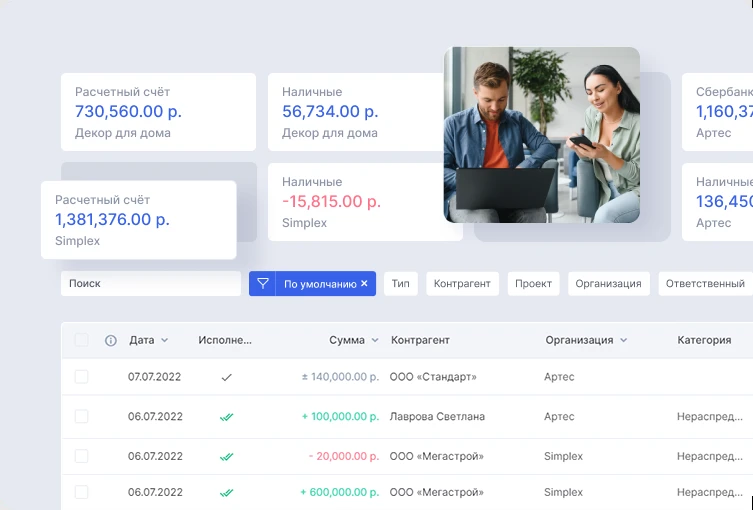 Расчетный счёт
730,560.00 р.
Декор для дома
Наличные
56,734.00 р.
Декор для дома
Сбербанк
1,160,37
Артес
Расчетный счёт
1,381,376.00 р.
Simplex
Наличные
-15,815.00 р.
Simplex
Наличные
136,450
Артес
Поиск
По умолчанию ×
Тип
Контрагент
Проект
Организация
Ответственный
Дата Исполне... Сумма Контрагент Организация Категория
07.07.2022 ± 140,000.00 р. ООО «Стандарт» Артес
06.07.2022 + 100,000.00 р. Лаврова Светлана Артес Нераспред...
06.07.2022 - 20,000.00 р. ООО «Мегастрой» Simplex Нераспред...
06.07.2022 + 600,000.00 р. ООО «Мегастрой» Simplex Нераспред...